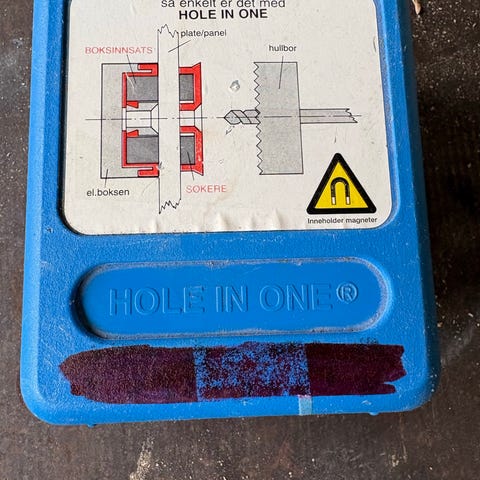 så enkelt er det med
HOLE IN ONE
plate/panel
BOKSINNSATS
hullbor
el.boksen
SØKERE
Inneholder magneter
HOLE IN ONE®